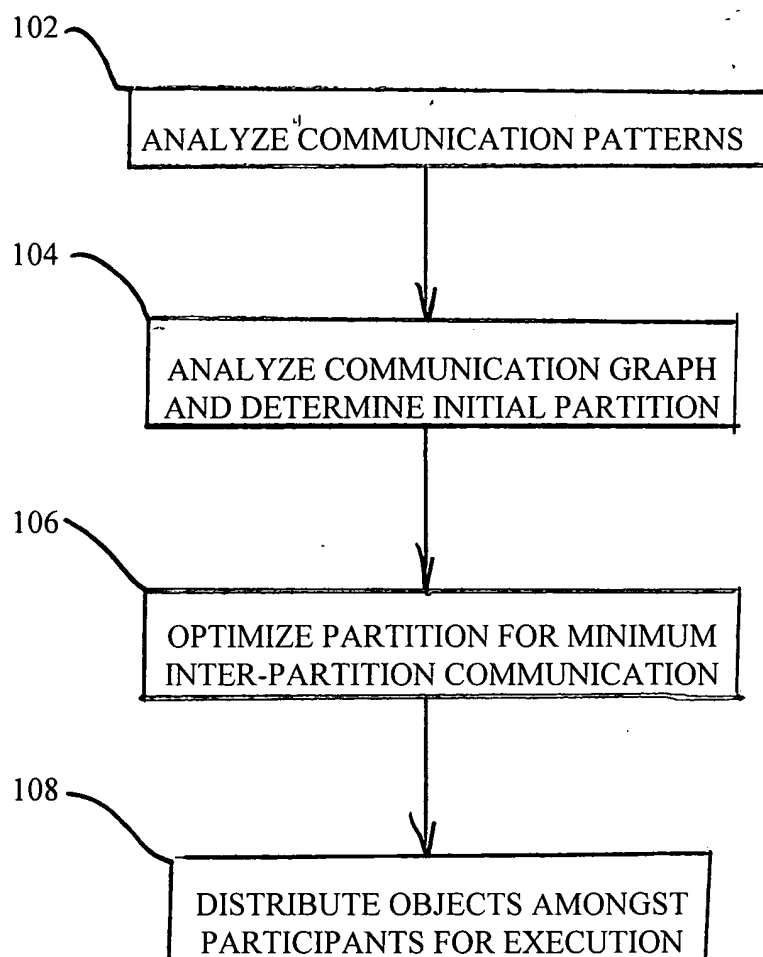 102
ANALYZE COMMUNICATION PATTERNS
104
ANALYZE COMMUNICATION GRAPH
AND DETERMINE INITIAL PARTITION
106
OPTIMIZE PARTITION FOR MINIMUM
INTER-PARTITION COMMUNICATION
108
DISTRIBUTE OBJECTS AMONGST
PARTICIPANTS FOR EXECUTION